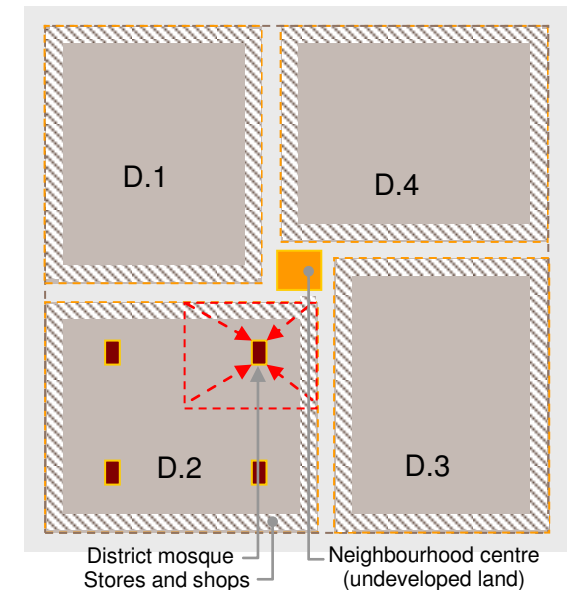 D.1
D.4
D.2
D.3
District mosque
Stores and shops
Neighbourhood centre
(undeveloped land)